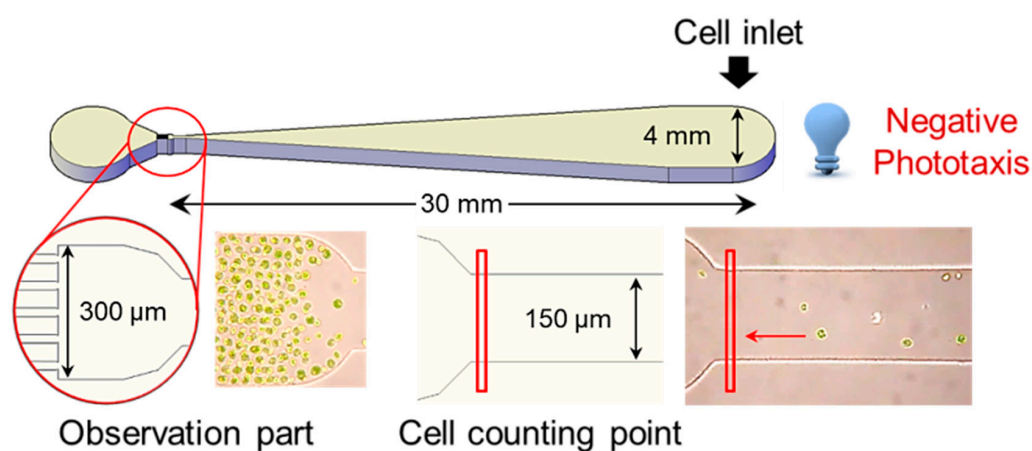 Cell inlet
4 mm
Negative
Phototaxis
30 mm
300 µm
150 µm
Observation part
Cell counting point